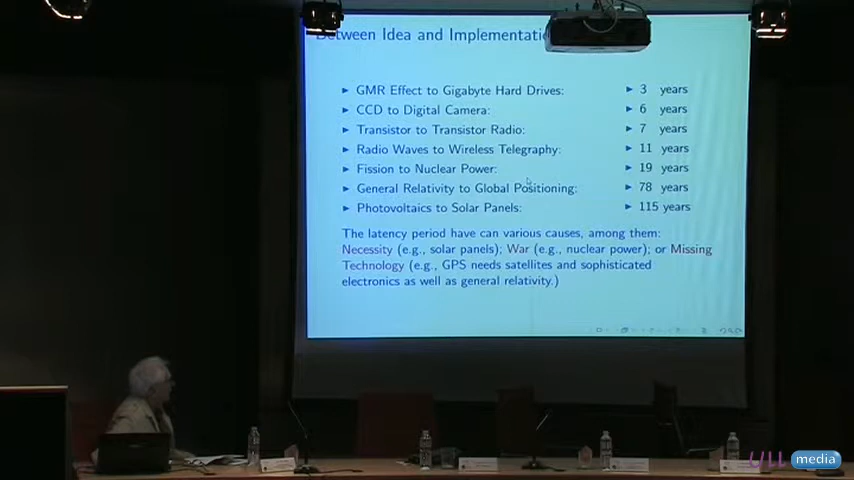 Between Idea and Implementati
▶ GMR Effect to Gigabyte Hard Drives: ▶ 3 years
▶ CCD to Digital Camera: ▶ 6 years
▶ Transistor to Transistor Radio: ▶ 7 years
▶ Radio Waves to Wireless Telegraphy: ▶ 11 years
▶ Fission to Nuclear Power: ▶ 19 years
▶ General Relativity to Global Positioning: ▶ 78 years
▶ Photovoltaics to Solar Panels: ▶ 115 years
The latency period have can various causes, among them:
Necessity (e.g., solar panels); War (e.g., nuclear power); or Missing
Technology (e.g., GPS needs satellites and sophisticated
electronics as well as general relativity.)
ULL media